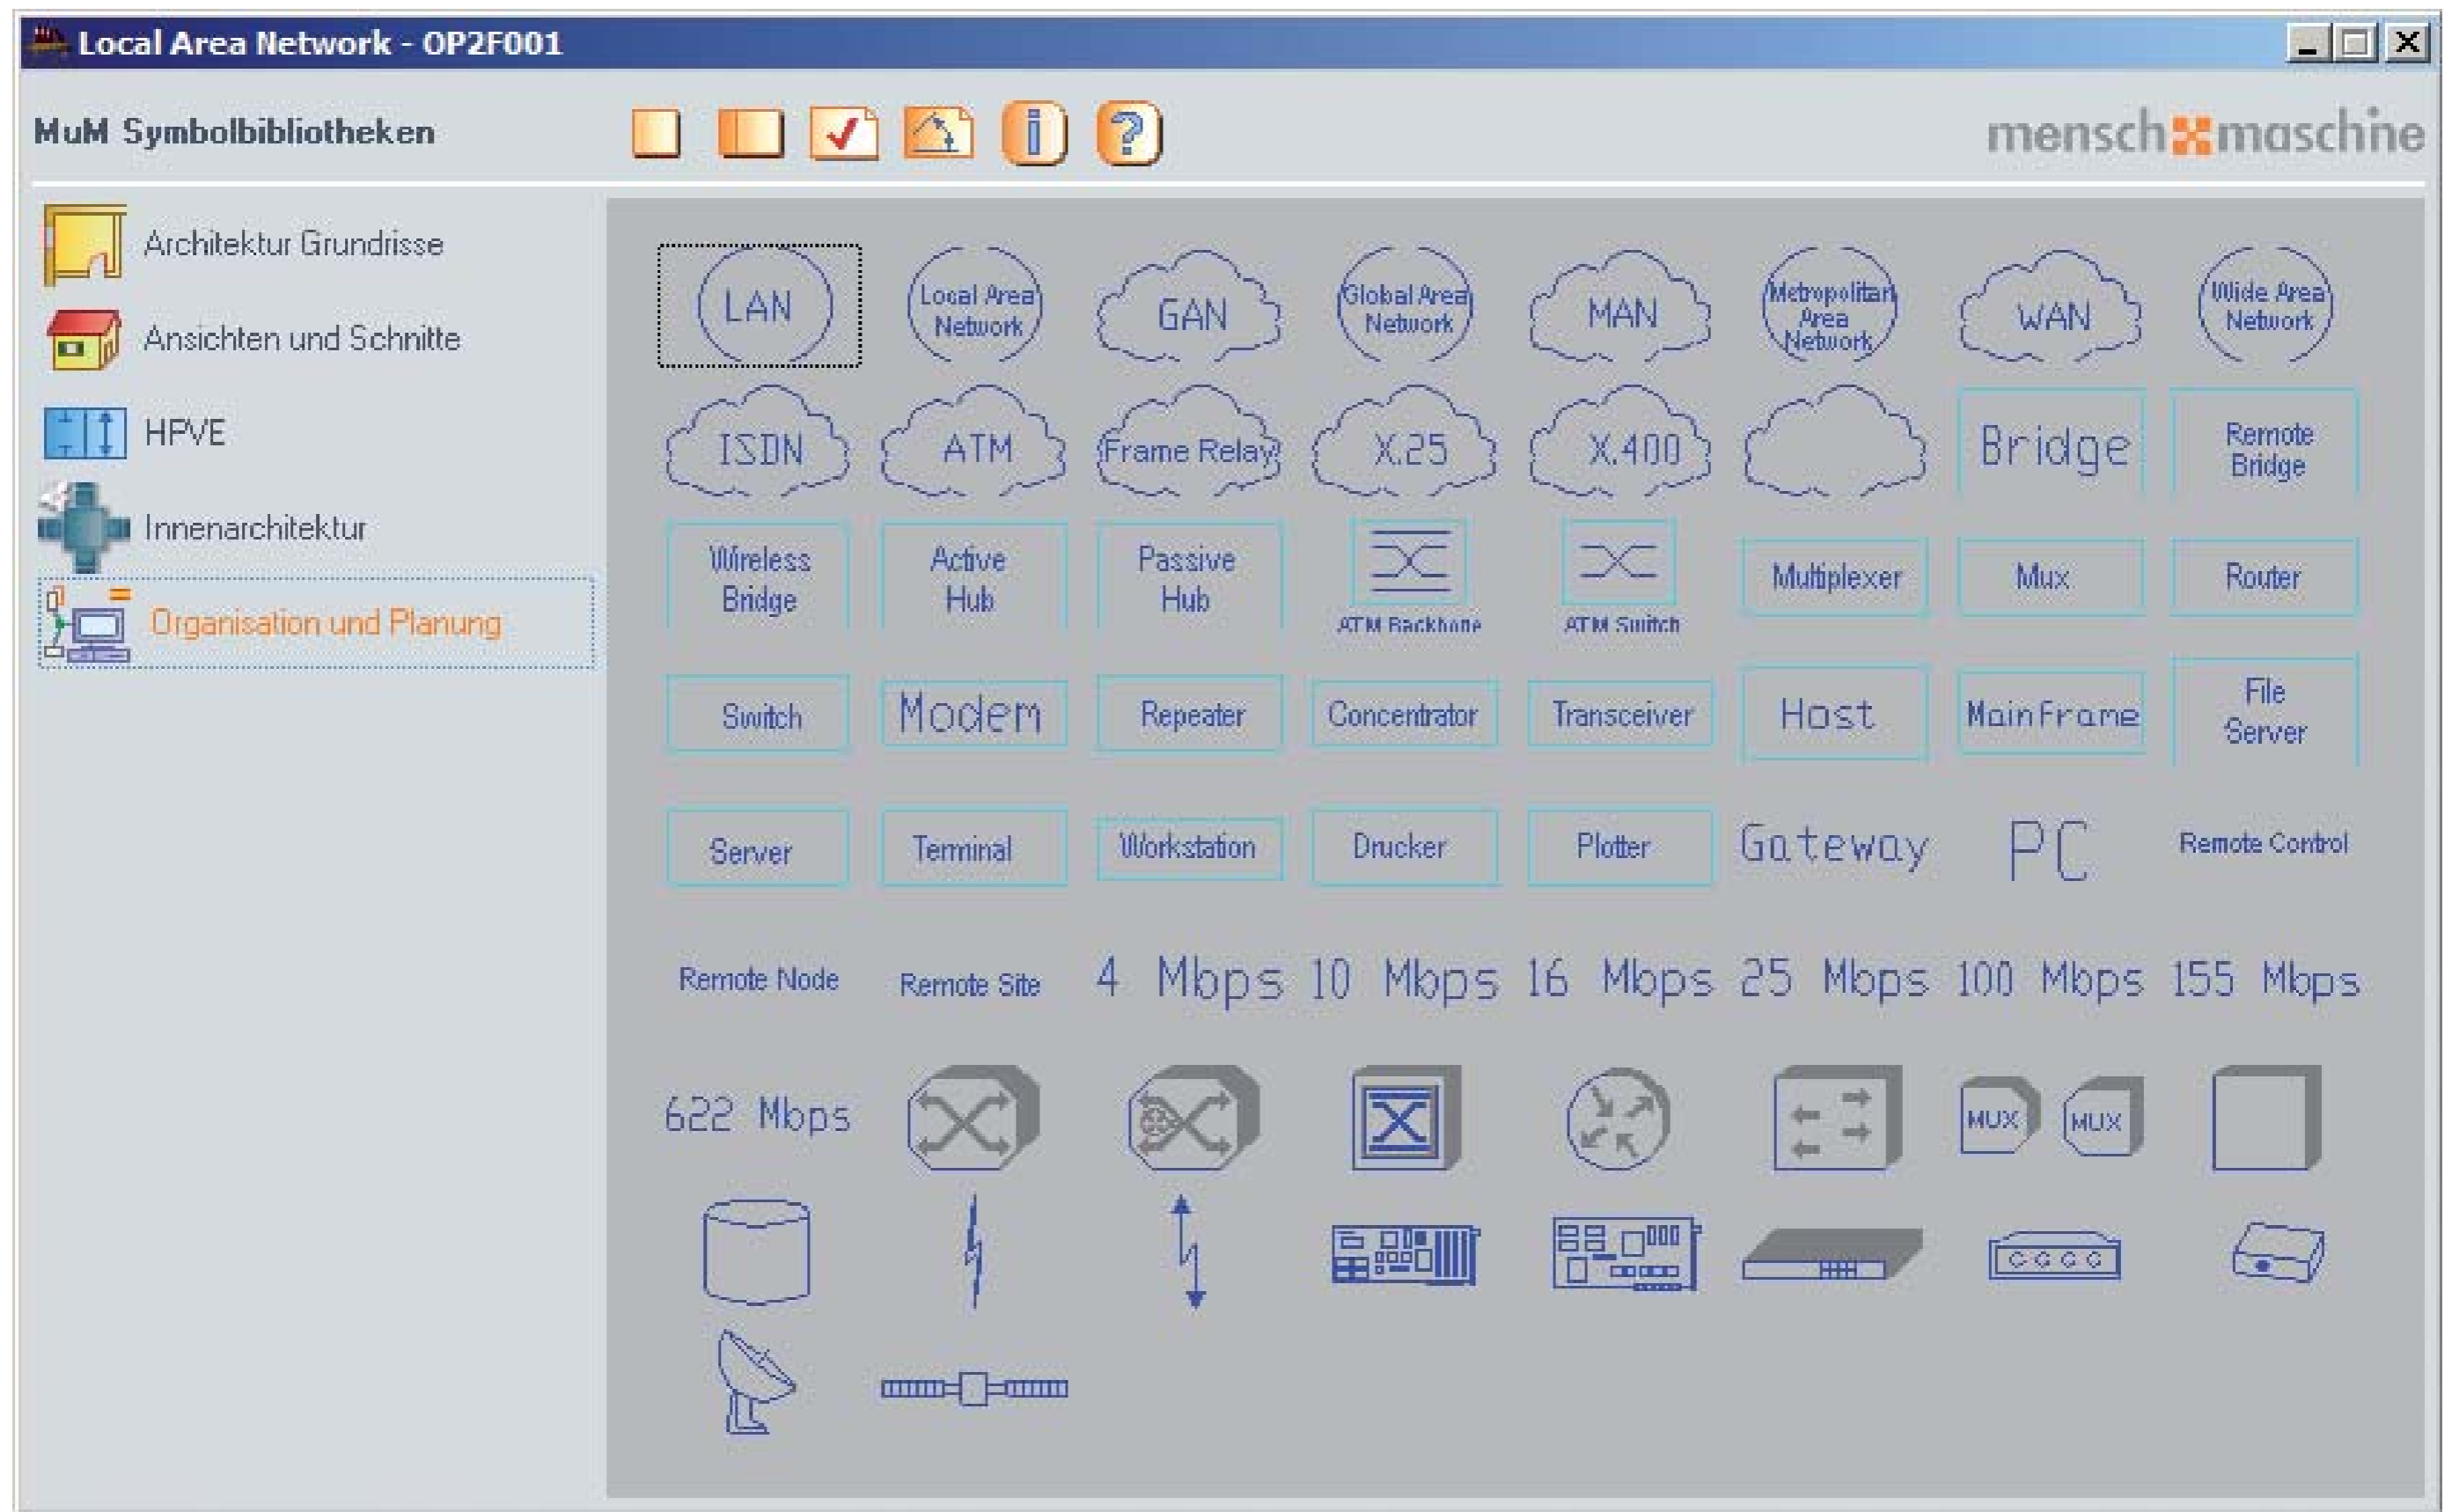 Local Area Network - OP2F001
MuM Symbolbibliotheken
i
?
mensch maschine
Architektur Grundrisse
Ansichten und Schnitte
HPVE
Innenarchitektur
Organisation und Planung
LAN
Local Area
Network
GAN
Global Area
Network
MAN
Metropolitan
Area
Network
WAN
Wide Area
Network
ISDN
ATM
Frame Relay
X.25
X.400
Bridge
Remote
Bridge
Wireless
Bridge
Active
Hub
Passive
Hub
ATM Backbone
ATM Switch
Multiplexer
Mux
Router
Switch
Modem
Repeater
Concentrator
Transceiver
Host
MainFrame
File
Server
Server
Terminal
Workstation
Drucker
Plotter
Gateway
PC
Remote Control
Remote Node
Remote Site
4 Mbps
10 Mbps
16 Mbps
25 Mbps
100 Mbps
155 Mbps
622 Mbps
MUX
MUX